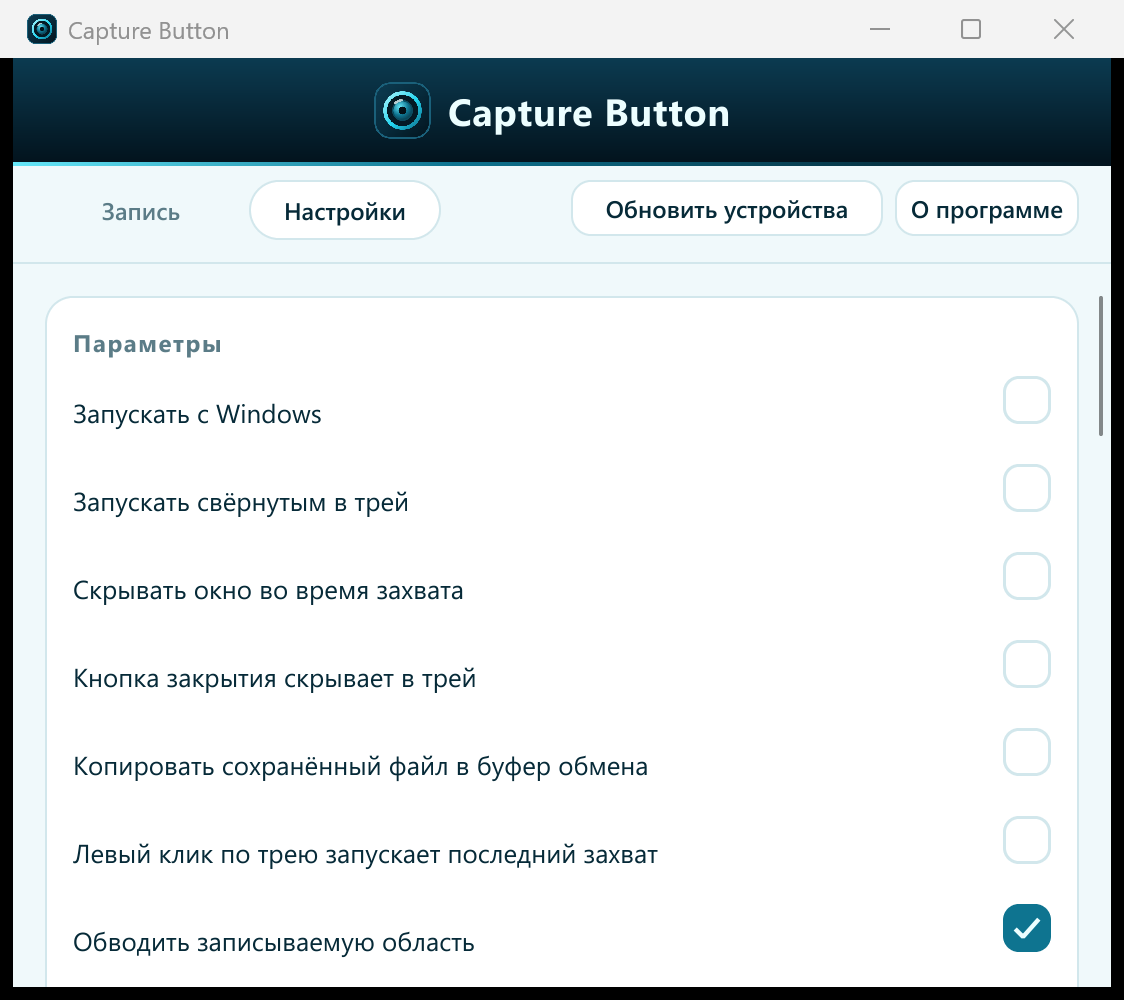 Capture Button
Capture Button
Запись
Настройки
Обновить устройства
О программе
Параметры
Запускать с Windows
Запускать свёрнутым в трей
Скрывать окно во время захвата
Кнопка закрытия скрывает в трей
Копировать сохранённый файл в буфер обмена
Левый клик по трею запускает последний захват
Обводить записываемую область